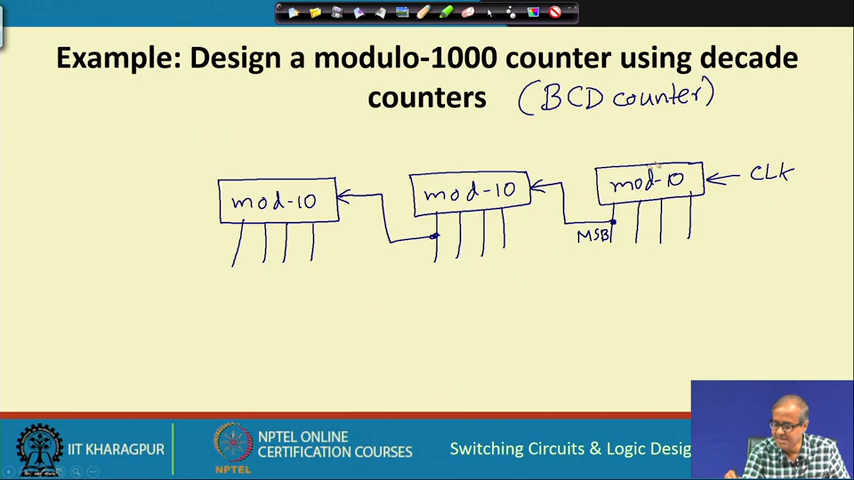 Example: Design a modulo-1000 counter using decade
counters (BCD counter)
mod-10 mod-10 mod-10 CLK
MSB
IIT KHARAGPUR
NPTEL
NPTEL ONLINE
CERTIFICATION COURSES
Switching Circuits & Logic Desig